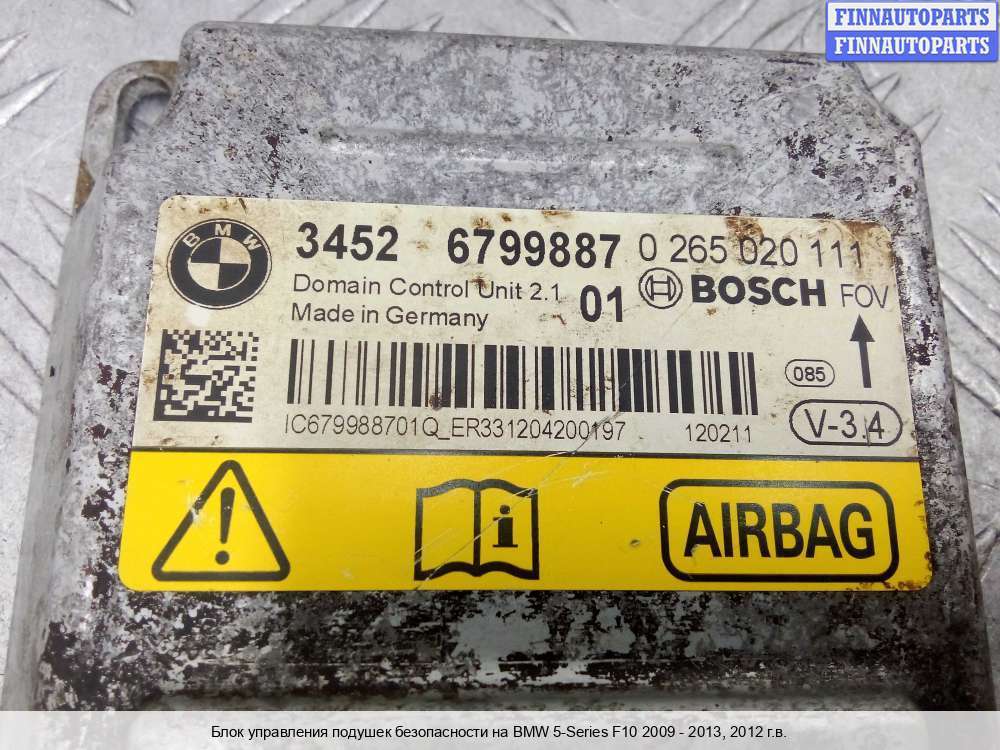 FINNAUTOPARTS
FINNAUTOPARTS
BMW
3452 6799887 0 265 020 111
Domain Control Unit 2.1 01 BOSCH FOV
Made in Germany
085
IC679988701Q_ER331204200197 120211 V-3.4
AIRBAG
Блок управления подушек безопасности на BMW 5-Series F10 2009 - 2013, 2012 г.в.